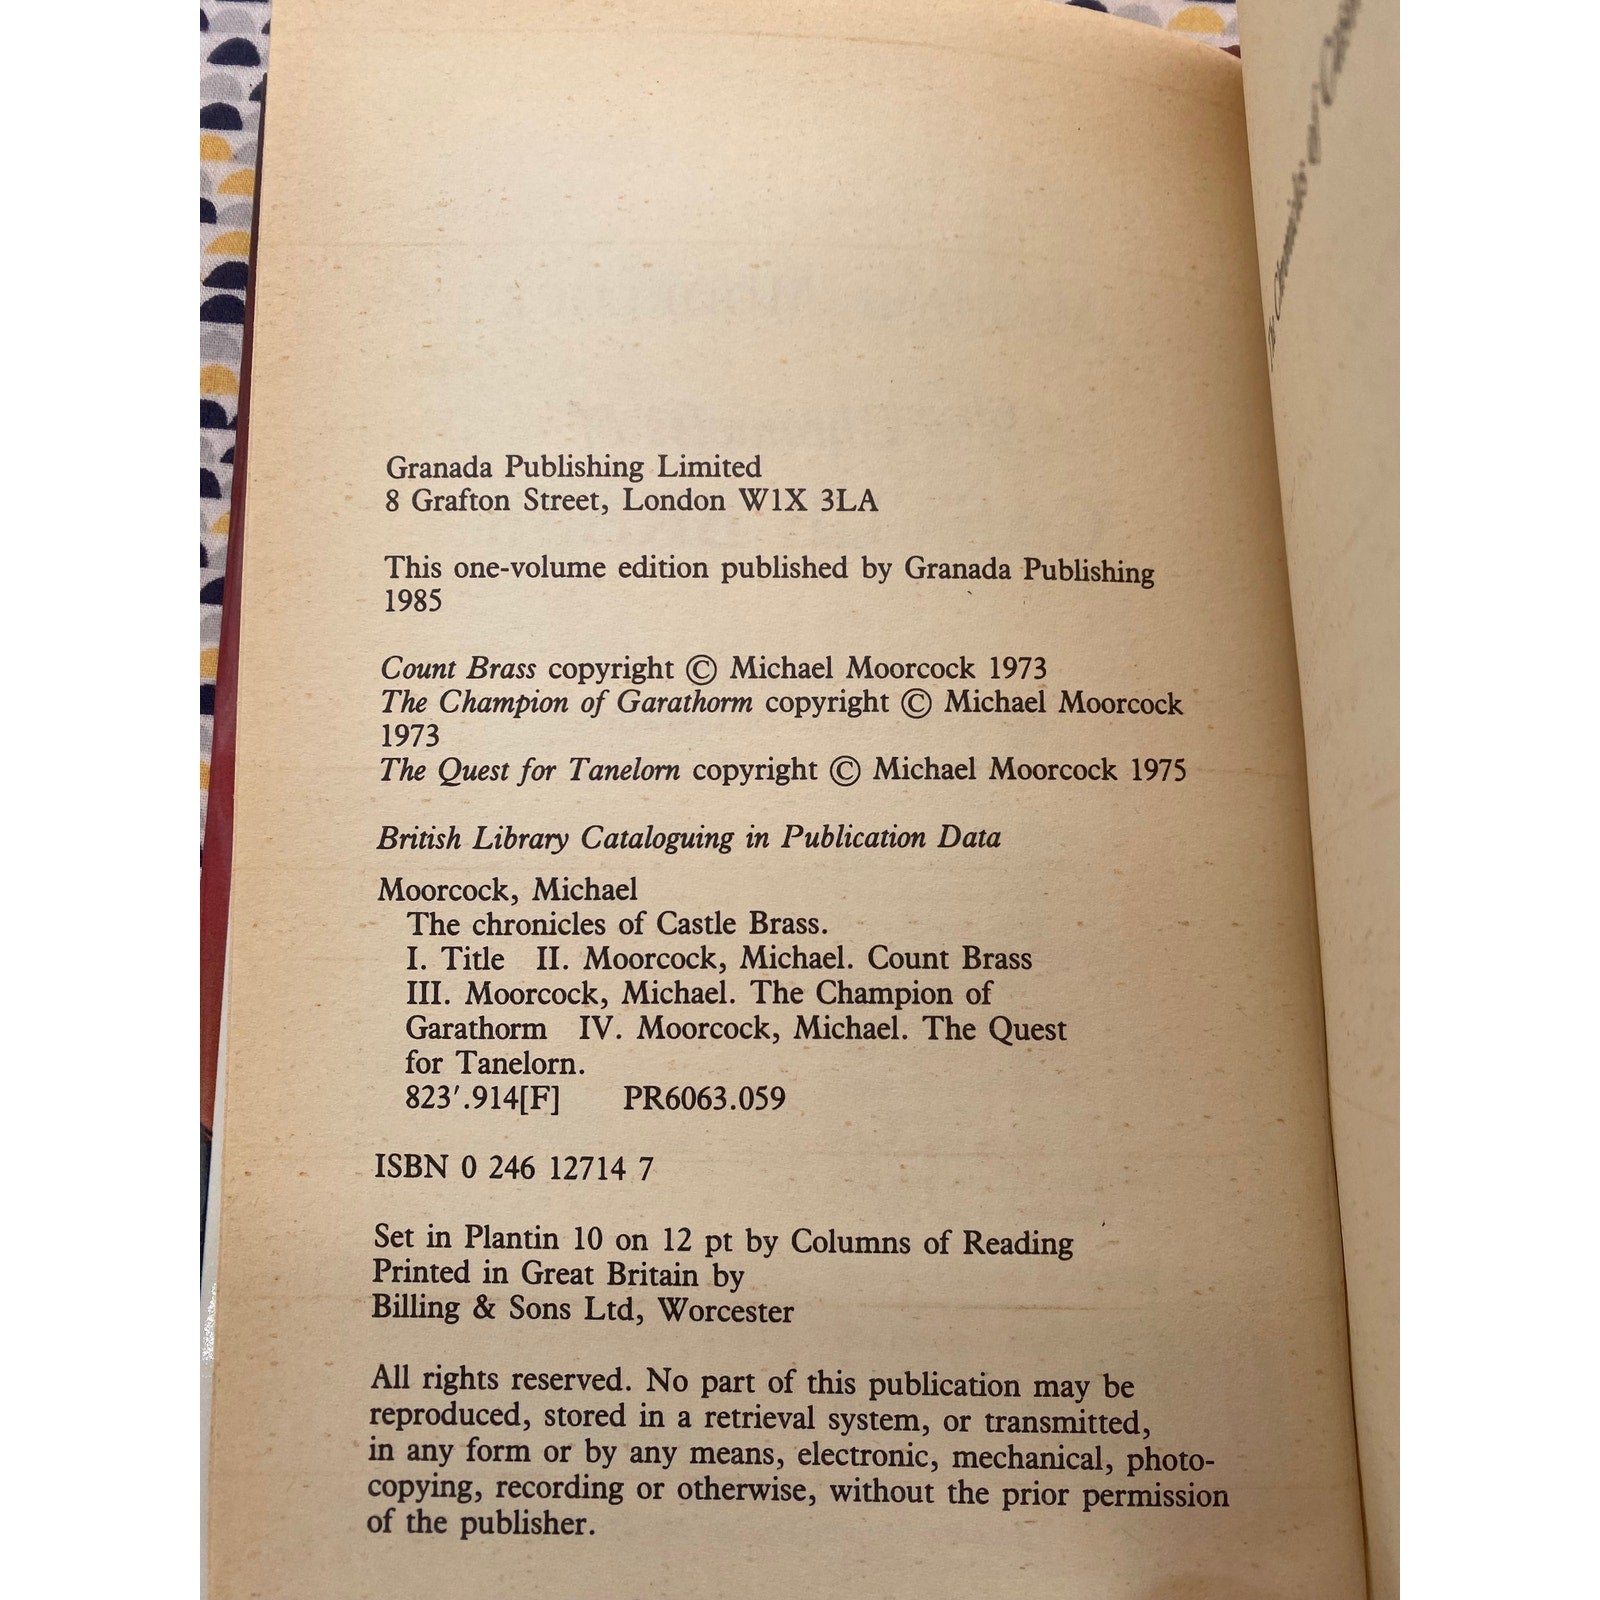 Granada Publishing Limited
8 Grafton Street, London W1X 3LA
This one-volume edition published by Granada Publishing
1985
Count Brass copyright © Michael Moorcock 1973
The Champion of Garathorm copyright © Michael Moorcock
1973
The Quest for Tanelorn copyright © Michael Moorcock 1975
British Library Cataloguing in Publication Data
Moorcock, Michael
The chronicles of Castle Brass.
I. Title II. Moorcock, Michael. Count Brass
III. Moorcock, Michael. The Champion of
Garathorm IV. Moorcock, Michael. The Quest
for Tanelorn.
823′.914[F] PR6063.059
ISBN 0 246 12714 7
Set in Plantin 10 on 12 pt by Columns of Reading
Printed in Great Britain by
Billing & Sons Ltd, Worcester
All rights reserved. No part of this publication may be
reproduced, stored in a retrieval system, or transmitted,
in any form or by any means, electronic, mechanical, photo-
copying, recording or otherwise, without the prior permission
of the publisher.